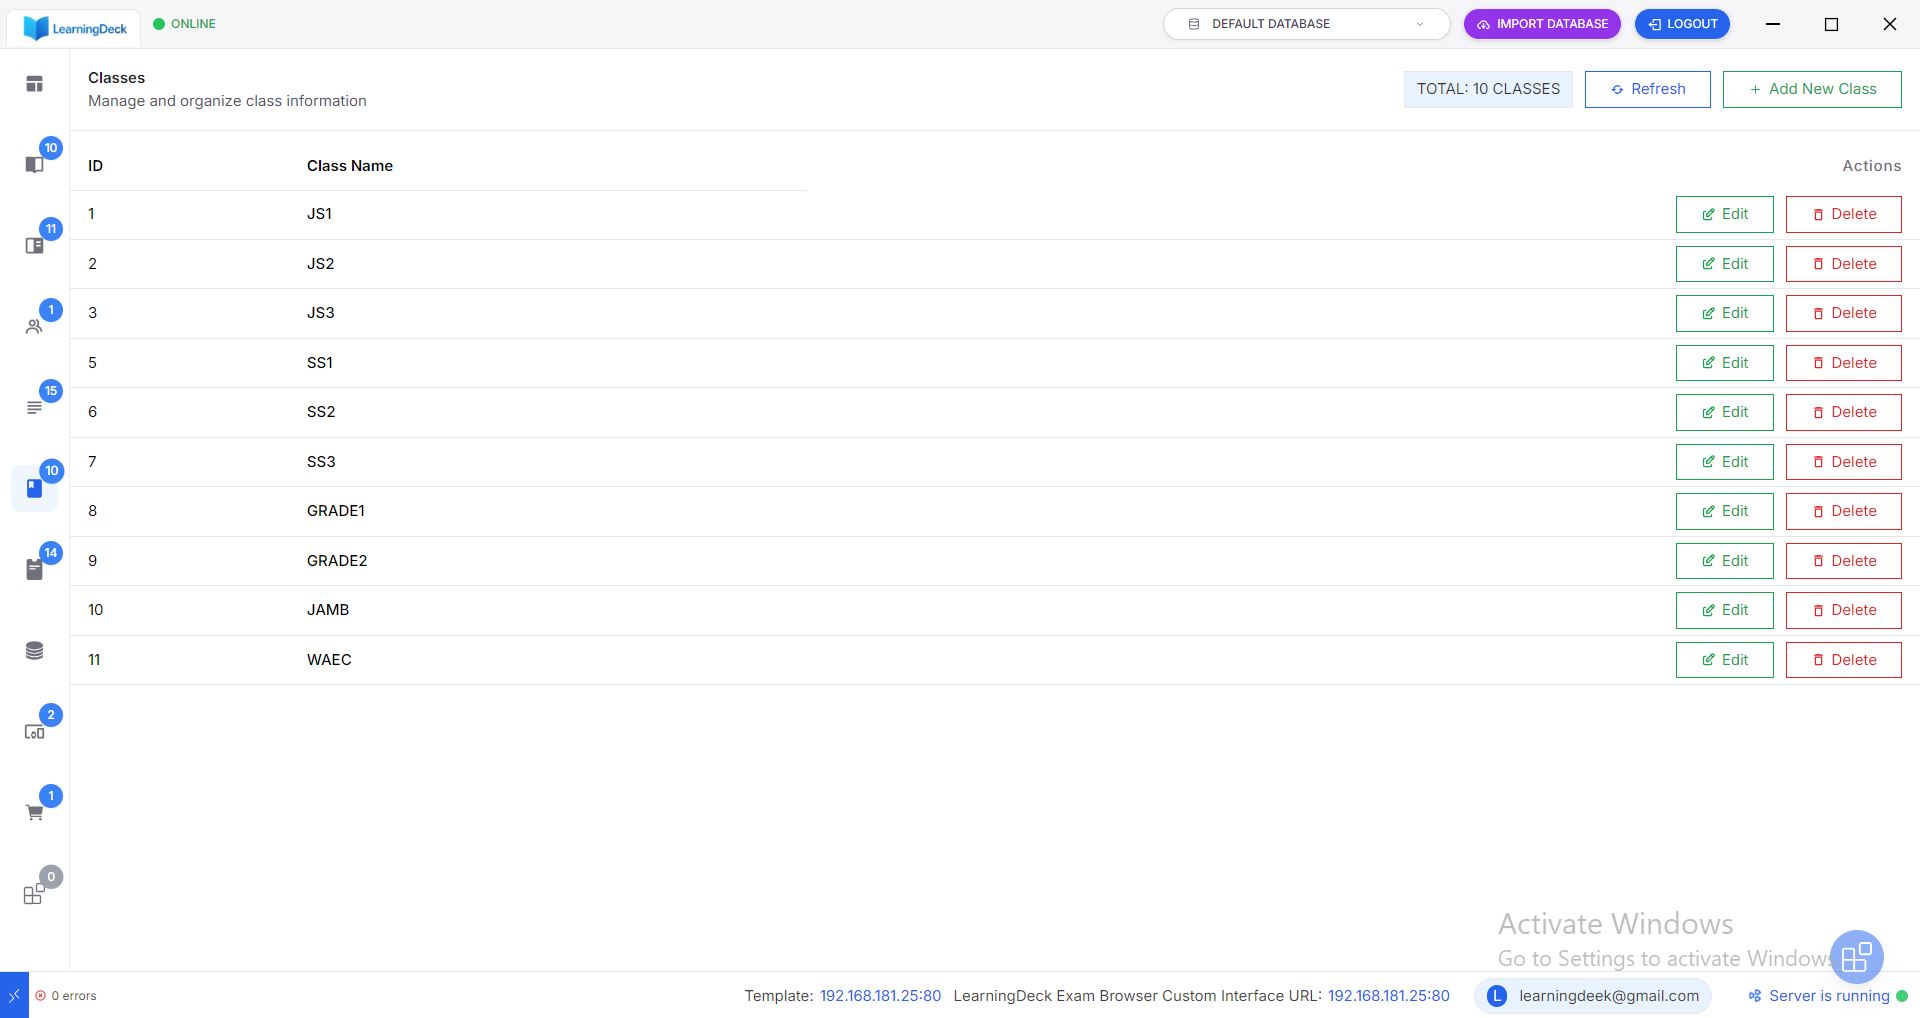 LearningDeck
ONLINE
DEFAULT DATABASE
IMPORT DATABASE
LOGOUT
Classes
Manage and organize class information
TOTAL: 10 CLASSES
Refresh
+ Add New Class
10
11
1
15
10
14
2
1
0
ID Class Name Actions
1 JS1 Edit Delete
2 JS2 Edit Delete
3 JS3 Edit Delete
5 SS1 Edit Delete
6 SS2 Edit Delete
7 SS3 Edit Delete
8 GRADE1 Edit Delete
9 GRADE2 Edit Delete
10 JAMB Edit Delete
11 WAEC Edit Delete
Activate Windows
Go to Settings to activate Windows
0 errors
Template: 192.168.181.25:80 LearningDeck Exam Browser Custom Interface URL: 192.168.181.25:80
L learningdeek@gmail.com
Server is running